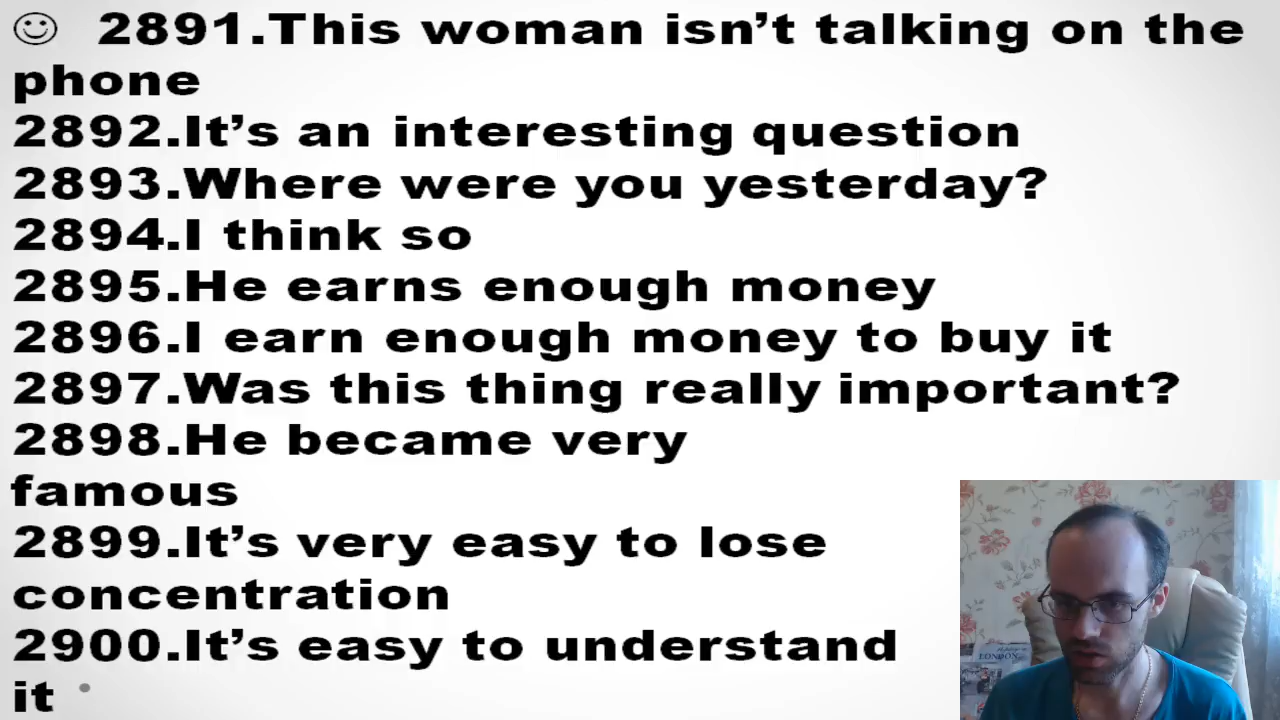 ☺ 2891.This woman isn’t talking on the
phone
2892.It’s an interesting question
2893.Where were you yesterday?
2894.I think so
2895.He earns enough money
2896.I earn enough money to buy it
2897.Was this thing really important?
2898.He became very
famous
2899.It’s very easy to lose
concentration
2900.It’s easy to understand
it
LONDON